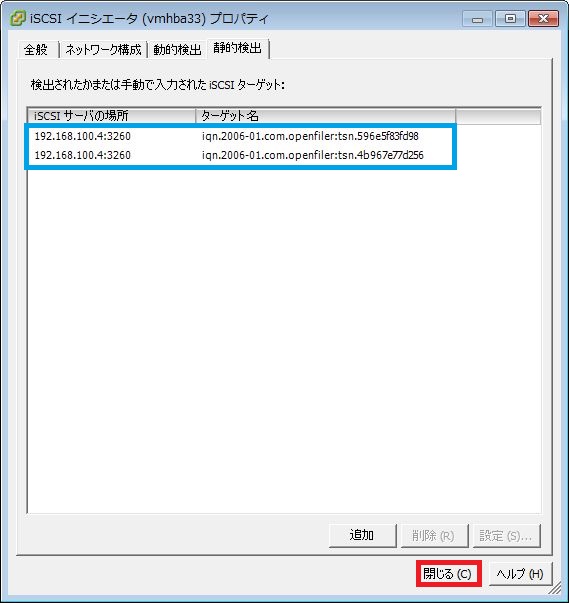 iSCSI イニシエータ (vmhba33) プロパティ
全般 ネットワーク構成 動的検出 静的検出
検出されたかまたは手動で入力された iSCSI ターゲット:
iSCSI サーバの場所 ターゲット名
192.168.100.4:3260 iqn.2006-01.com.openfiler:tsn.596e5f83fd98
192.168.100.4:3260 iqn.2006-01.com.openfiler:tsn.4b967e77d256
追加 削除 (R) 設定 (S)...
閉じる (C) ヘルプ (H)